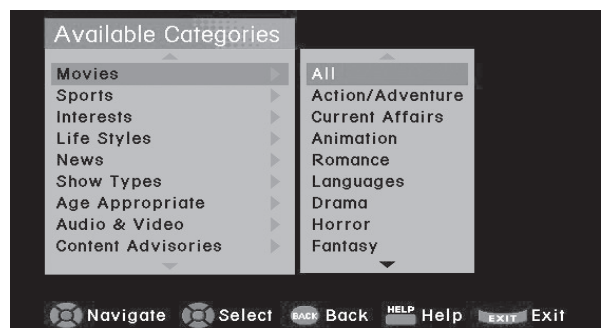 Available Categories
Movies
Sports
Interests
Life Styles
News
Show Types
Age Appropriate
Audio & Video
Content Advisories
All
Action/Adventure
Current Affairs
Animation
Romance
Languages
Drama
Horror
Fantasy
Navigate Select BACK Back HELP Help EXIT Exit